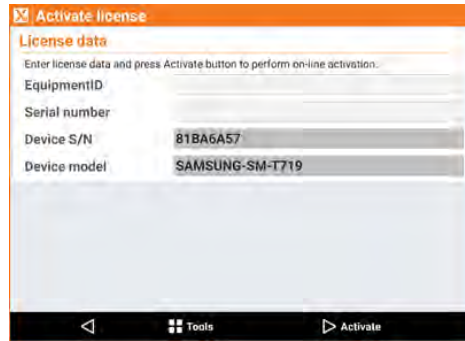 Activate license
License data
Enter license data and press Activate button to perform on-line activation.
EquipmentID
Serial number
Device S/N 81BA6A57
Device model SAMSUNG-SM-T719
Tools Activate